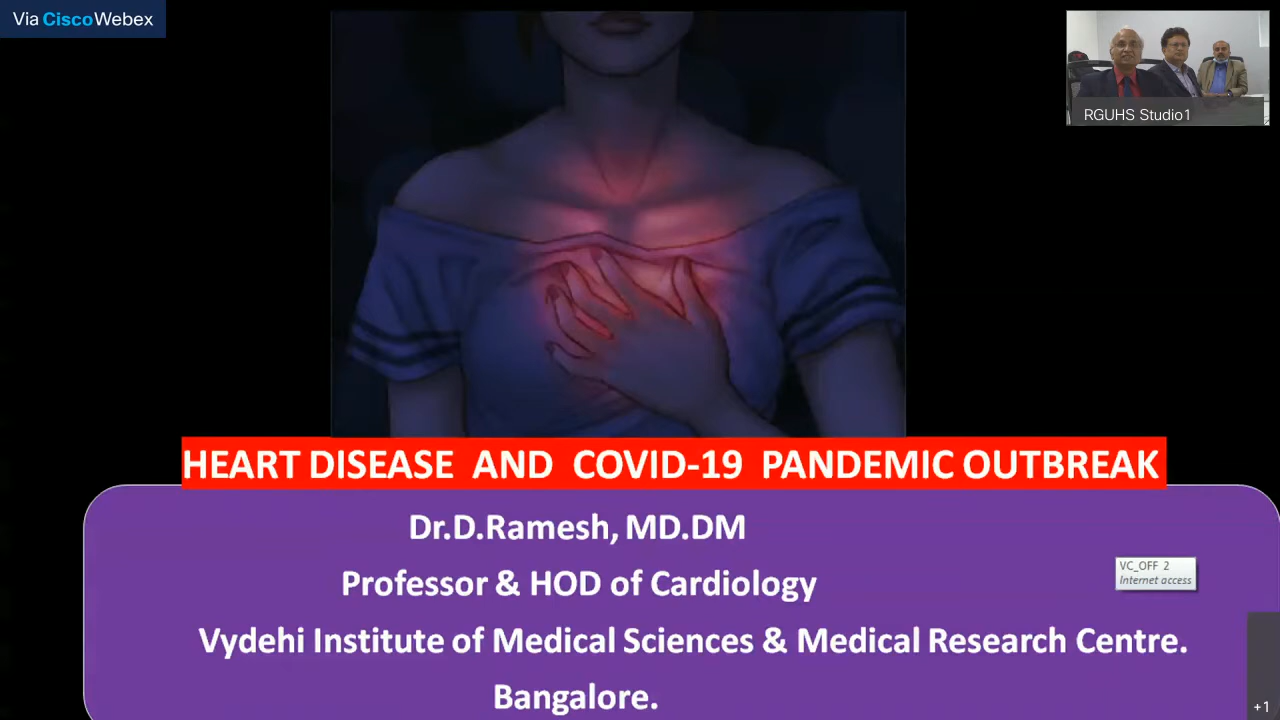 Via CiscoWebex
RGUHS Studio1
HEART DISEASE AND COVID-19 PANDEMIC OUTBREAK
Dr.D.Ramesh, MD.DM
Professor & HOD of Cardiology
VC_OFF 2
Internet access
Vydehi Institute of Medical Sciences & Medical Research Centre.
Bangalore.
+1